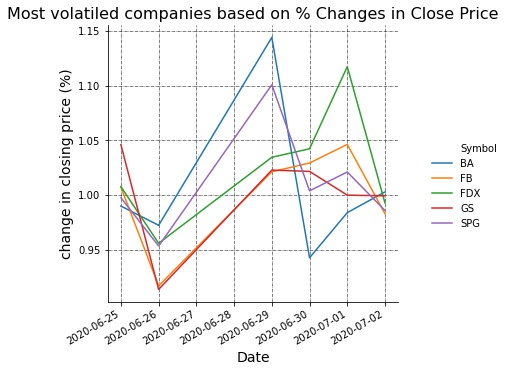 Most volatiled companies based on % Changes in Close Price
1.15
1.10
1.05
1.00
0.95
change in closing price (%)
2020-06-25
2020-06-26
2020-06-27
2020-06-28
2020-06-29
2020-06-30
2020-07-01
2020-07-02
Date
Symbol
BA
FB
FDX
GS
SPG